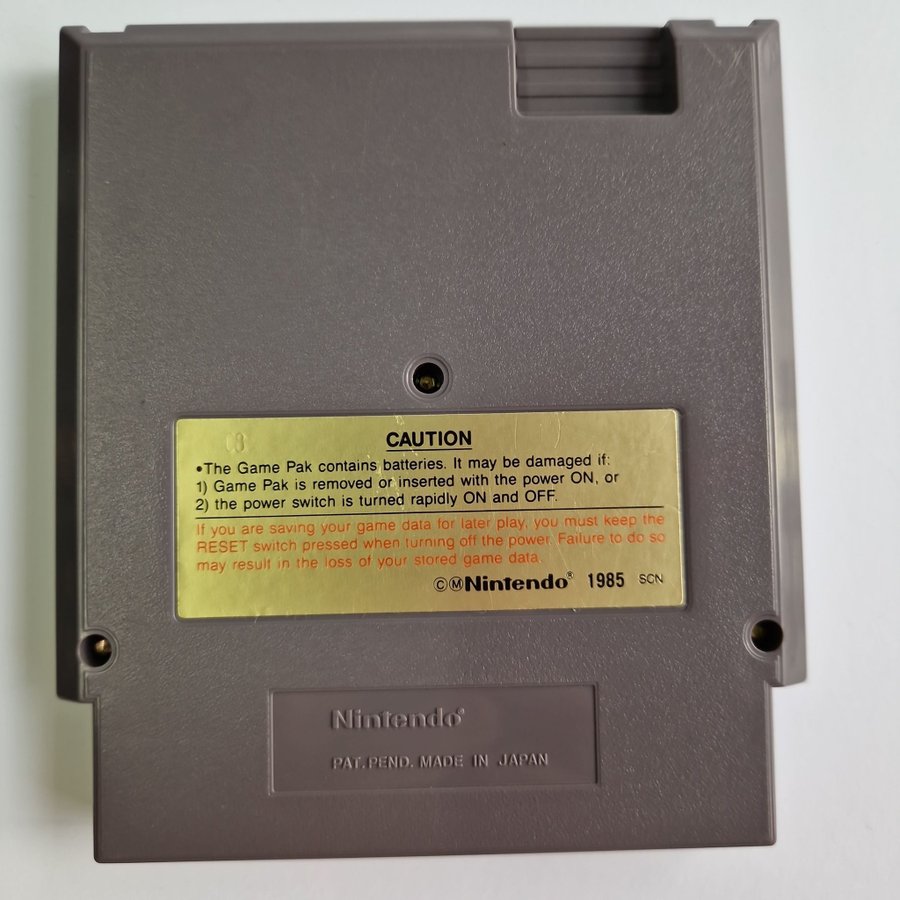 C8
CAUTION
•The Game Pak contains batteries. It may be damaged if:
1) Game Pak is removed or inserted with the power ON, or
2) the power switch is turned rapidly ON and OFF.
If you are saving your game data for later play, you must keep the
RESET switch pressed when turning off the power. Failure to do so
may result in the loss of your stored game data.
©ⓂNintendo® 1985 SCN
Nintendo®
PAT.PEND. MADE IN JAPAN